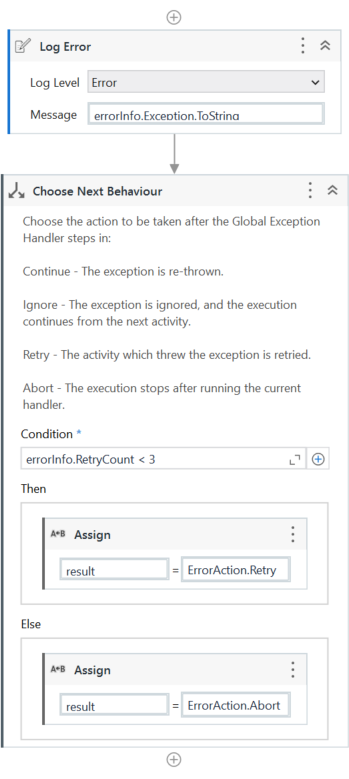 Log Error
Log Level Error
Message errorInfo.Exception.ToString
Choose Next Behaviour
Choose the action to be taken after the Global Exception
Handler steps in:
Continue - The exception is re-thrown.
Ignore - The exception is ignored, and the execution
continues from the next activity.
Retry - The activity which threw the exception is retried.
Abort - The execution stops after running the current
handler.
Condition *
errorInfo.RetryCount < 3
Then
A*B Assign
result = ErrorAction.Retry
Else
A*B Assign
result = ErrorAction.Abort